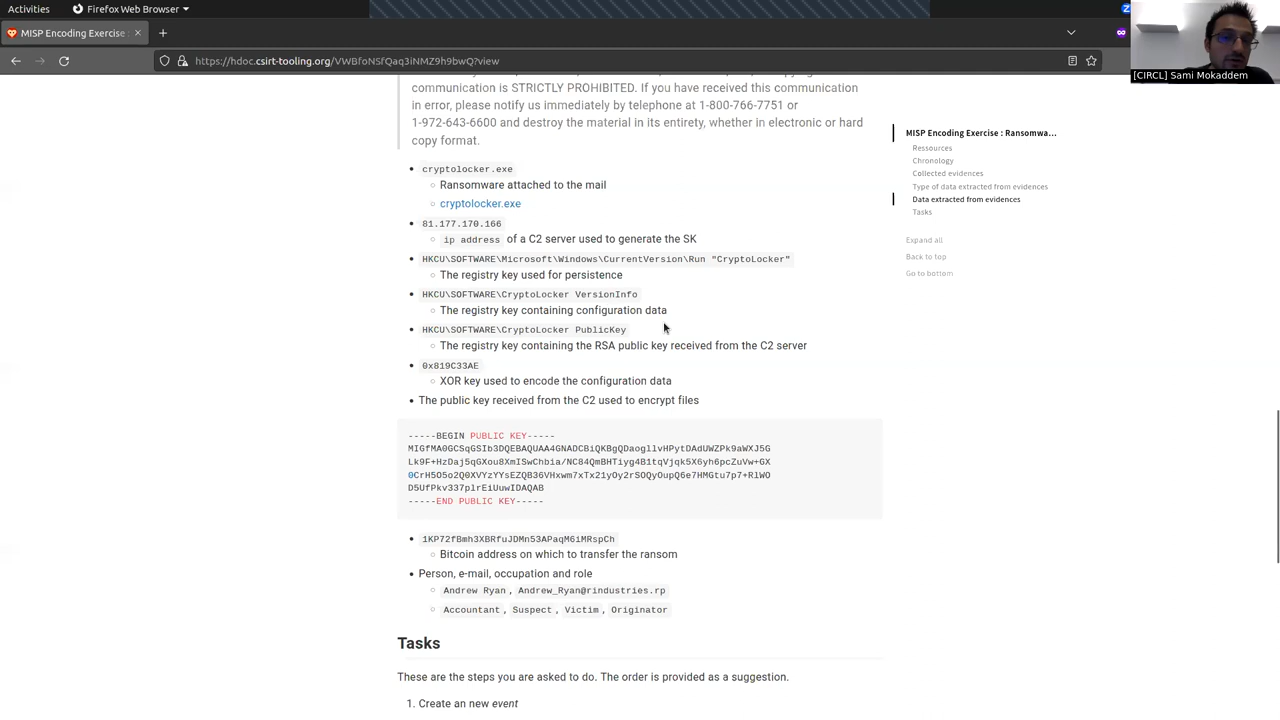 Activities
Firefox Web Browser
MISP Encoding Exercise :
https://hdoc.csirt-tooling.org/VWBfoNSfQaq3iNMZ9h9bwQ?view
[CIRCL] Sami Mokaddem
communication is STRICTLY PROHIBITED. If you have received this communication
in error, please notify us immediately by telephone at 1-800-766-7751 or
1-972-643-6600 and destroy the material in its entirety, whether in electronic or hard
copy format.
cryptolocker.exe
Ransomware attached to the mail
cryptolocker.exe
81.177.170.166
ip address of a C2 server used to generate the SK
HKCU\SOFTWARE\Microsoft\Windows\CurrentVersion\Run "CryptoLocker"
The registry key used for persistence
HKCU\SOFTWARE\CryptoLocker VersionInfo
The registry key containing configuration data
HKCU\SOFTWARE\CryptoLocker PublicKey
The registry key containing the RSA public key received from the C2 server
0x819C33AE
XOR key used to encode the configuration data
The public key received from the C2 used to encrypt files
-----BEGIN PUBLIC KEY-----
MIGfMA0GCSqGSIb3DQEBAQUAA4GNADCBiQKBgQDaogllvHPytDAdUWZPk9aWXJ5G
Lk9F+HzDaj5qGXou8XmISwChbia/NC84QmBHTiyg4B1tqVjqk5X6yh6pcZuVw+GX
0CrH5O5o2Q0XVYzYYsEZQB36VHxwm7xTx21yOy2rSOQyOupQ6e7HMGtu7p7+RlWO
D5UfPkv337plrEiUuwIDAQAB
-----END PUBLIC KEY-----
1KP72fBmh3XBRfuJDMn53APaqM6iMRspCh
Bitcoin address on which to transfer the ransom
Person, e-mail, occupation and role
Andrew Ryan , Andrew_Ryan@rindustries.rp
Accountant , Suspect , Victim , Originator
Tasks
These are the steps you are asked to do. The order is provided as a suggestion.
1. Create an new event
MISP Encoding Exercise : Ransomwa...
Ressources
Chronology
Collected evidences
Type of data extracted from evidences
Data extracted from evidences
Tasks
Expand all
Back to top
Go to bottom